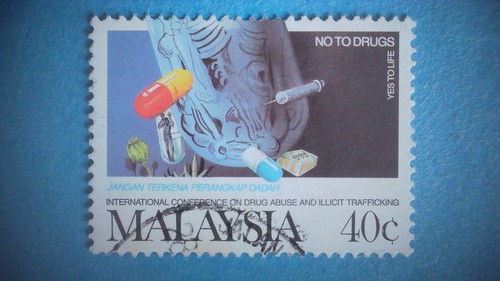 NO TO DRUGS
YES TO LIFE
JANGAN TERKENA PERANGKAP DADAH
INTERNATIONAL CONFERENCE ON DRUG ABUSE AND ILLICIT TRAFFICKING
MALAYSIA 40¢